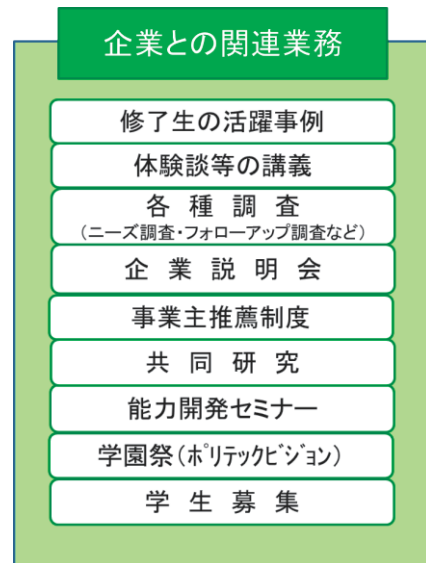 企業との関連業務
修了生の活躍事例
体験談等の講義
各種調査
(ニーズ調査・フォローアップ調査など)
企業説明会
事業主推薦制度
共同研究
能力開発セミナー
学園祭(ﾎﾟﾘテックﾋﾞｼﾞｮﾝ)
学生募集